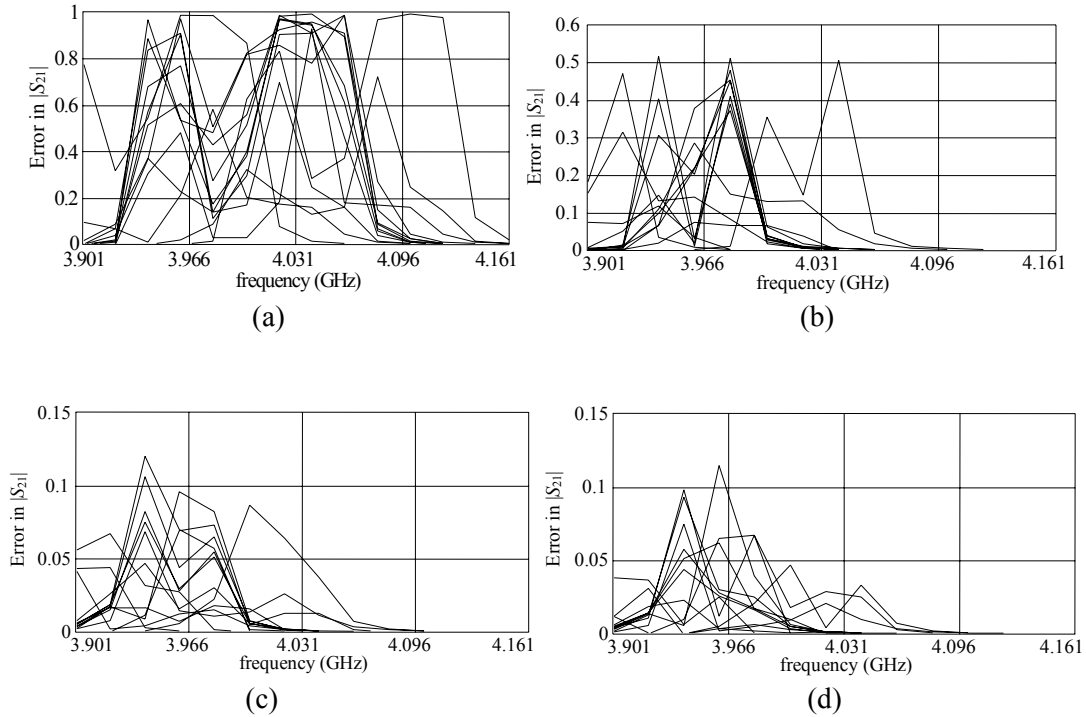 1
0.8
0.6
0.4
0.2
0
Error in |S21|
3.901 3.966 4.031 4.096 4.161
frequency (GHz)
(a)
0.6
0.5
0.4
0.3
0.2
0.1
0
Error in |S21|
3.901 3.966 4.031 4.096 4.161
frequency (GHz)
(b)
0.15
0.1
0.05
0
Error in |S21|
3.901 3.966 4.031 4.096 4.161
frequency (GHz)
(c)
0.15
0.1
0.05
0
Error in |S21|
3.901 3.966 4.031 4.096 4.161
frequency (GHz)
(d)